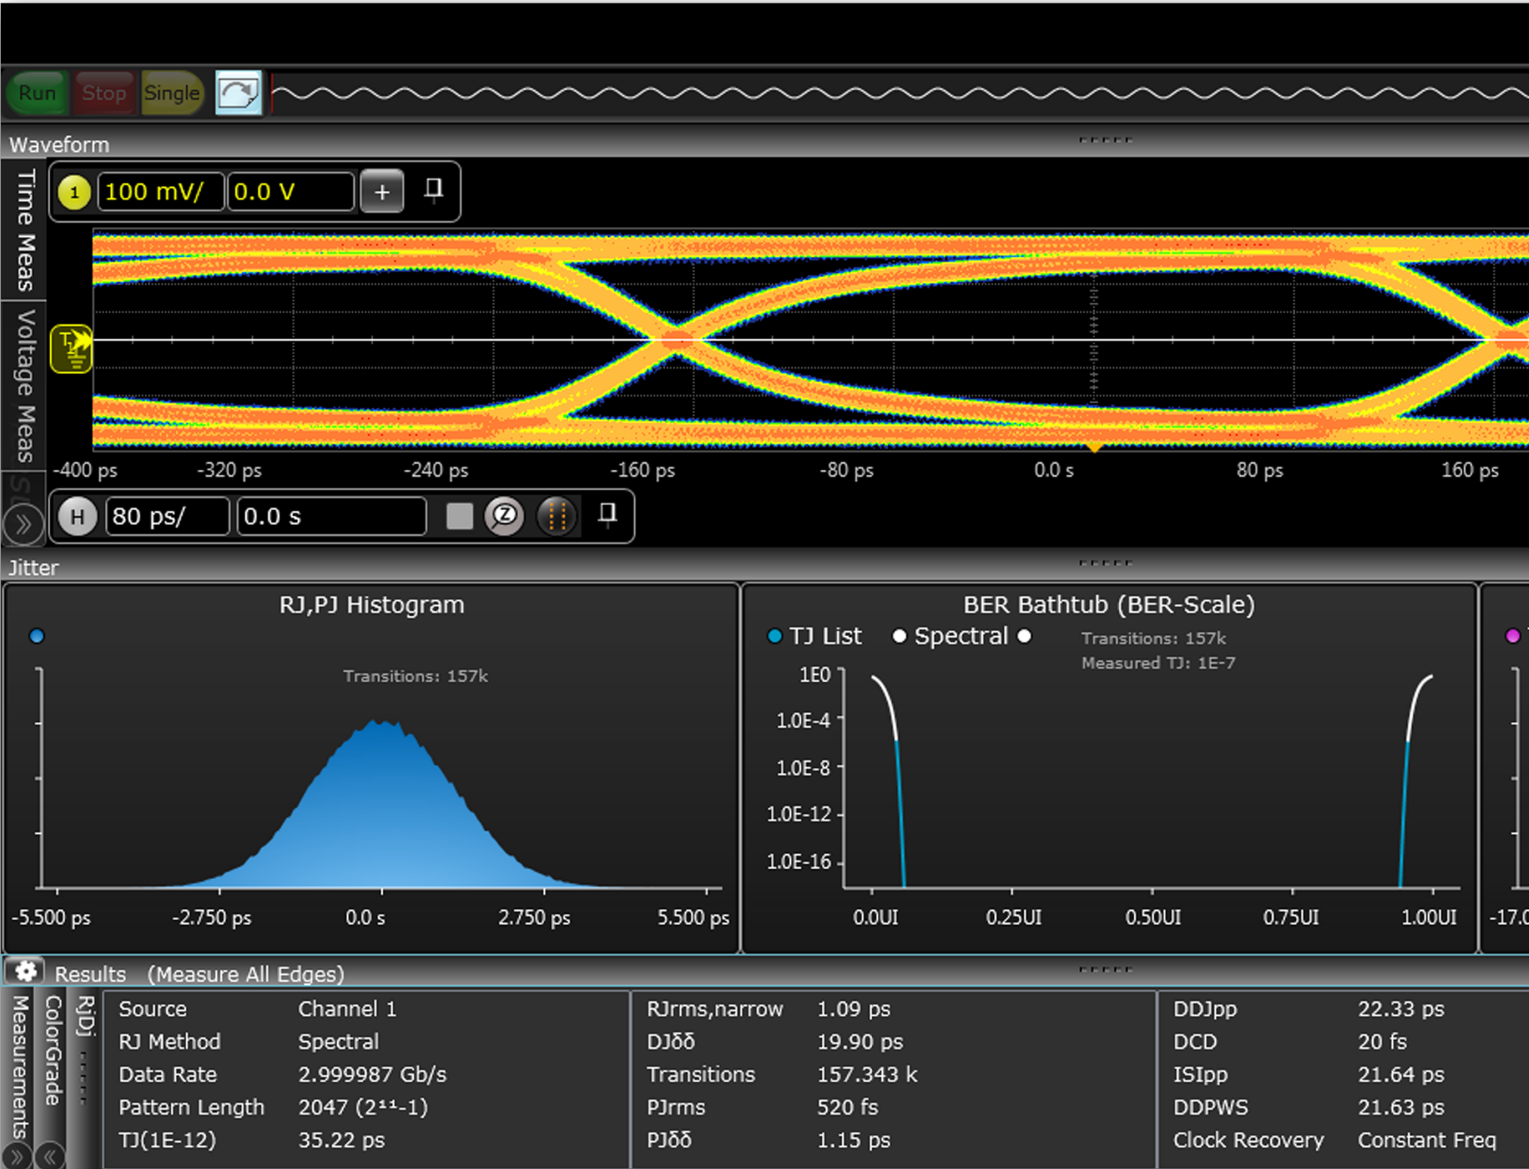 Run Stop Single
Waveform
Time Meas
Voltage Meas
1 100 mV/ 0.0 V +
-400 ps -320 ps -240 ps -160 ps -80 ps 0.0 s 80 ps 160 ps
H 80 ps/ 0.0 s Z
Jitter
RJ,PJ Histogram
Transitions: 157k
-5.500 ps -2.750 ps 0.0 s 2.750 ps 5.500 ps
BER Bathtub (BER-Scale)
TJ List Spectral
Transitions: 157k
Measured TJ: 1E-7
1E0
1.0E-4
1.0E-8
1.0E-12
1.0E-16
0.0UI 0.25UI 0.50UI 0.75UI 1.00UI
-17.0
Results (Measure All Edges)
Measurements
ColorGrade
RjDj
Source Channel 1
RJ Method Spectral
Data Rate 2.999987 Gb/s
Pattern Length 2047 (2¹¹-1)
TJ(1E-12) 35.22 ps
RJrms,narrow 1.09 ps
DJδδ 19.90 ps
Transitions 157.343 k
PJrms 520 fs
PJδδ 1.15 ps
DDJpp 22.33 ps
DCD 20 fs
ISIpp 21.64 ps
DDPWS 21.63 ps
Clock Recovery Constant Freq